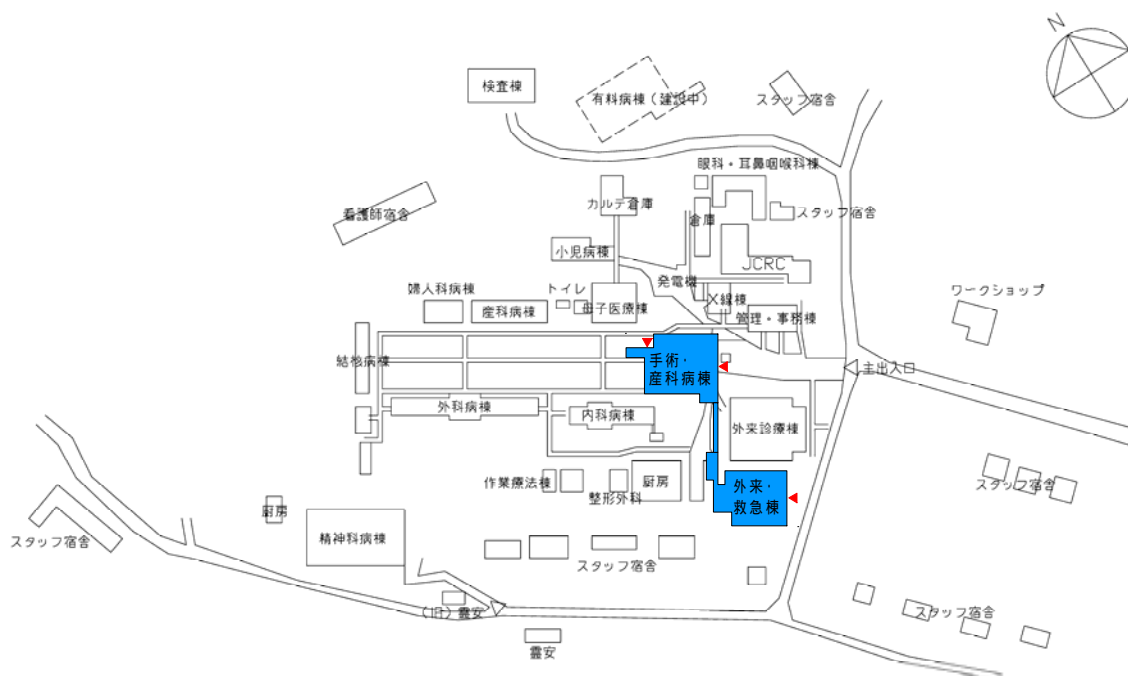 N
検査棟
有料病棟(建設中)
スタッフ宿舎
眼科・耳鼻咽喉科棟
カルテ倉庫
看護師宿舎
倉庫
スタッフ宿舎
小児病棟
JCRC
発電機
婦人科病棟
トイレ
X線棟
ワークショップ
産科病棟
母子医療棟
管理・事務棟
結核病棟
手術・
産科病棟
主出入口
外科病棟
内科病棟
外来診療棟
作業療法棟
整形外科
厨房
外来・
救急棟
スタッフ宿舎
厨房
スタッフ宿舎
精神科病棟
スタッフ宿舎
(旧)霊安
スタッフ宿舎
霊安